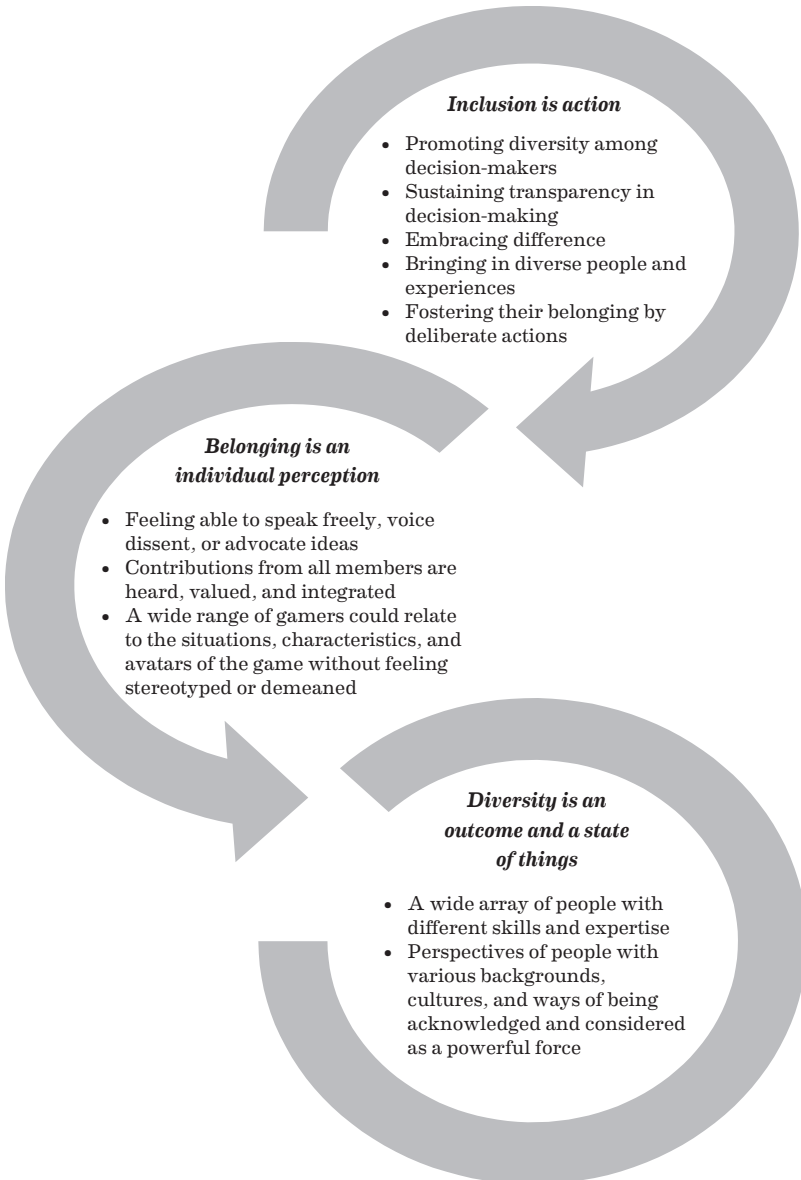 Inclusion is action
• Promoting diversity among
decision-makers
• Sustaining transparency in
decision-making
• Embracing difference
• Bringing in diverse people and
experiences
• Fostering their belonging by
deliberate actions
Belonging is an
individual perception
• Feeling able to speak freely, voice
dissent, or advocate ideas
• Contributions from all members are
heard, valued, and integrated
• A wide range of gamers could relate
to the situations, characteristics, and
avatars of the game without feeling
stereotyped or demeaned
Diversity is an
outcome and a state
of things
• A wide array of people with
different skills and expertise
• Perspectives of people with
various backgrounds,
cultures, and ways of being
acknowledged and considered
as a powerful force